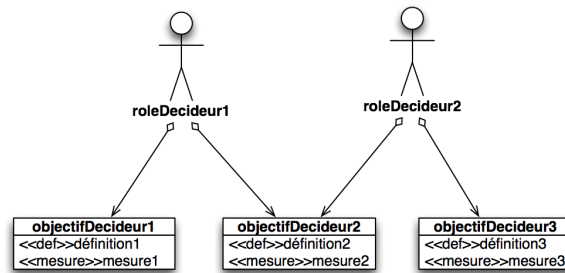 roleDecideur1
roleDecideur2
objectifDecideur1
<<def>>définition1
<<mesure>>mesure1
objectifDecideur2
<<def>>définition2
<<mesure>>mesure2
objectifDecideur3
<<def>>définition3
<<mesure>>mesure3